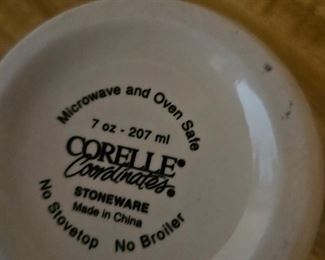 Microwave and Oven Safe
7 oz - 207 ml
CORELLE®
Coordinates®
STONEWARE
Made in China
No Stovetop No Broiler